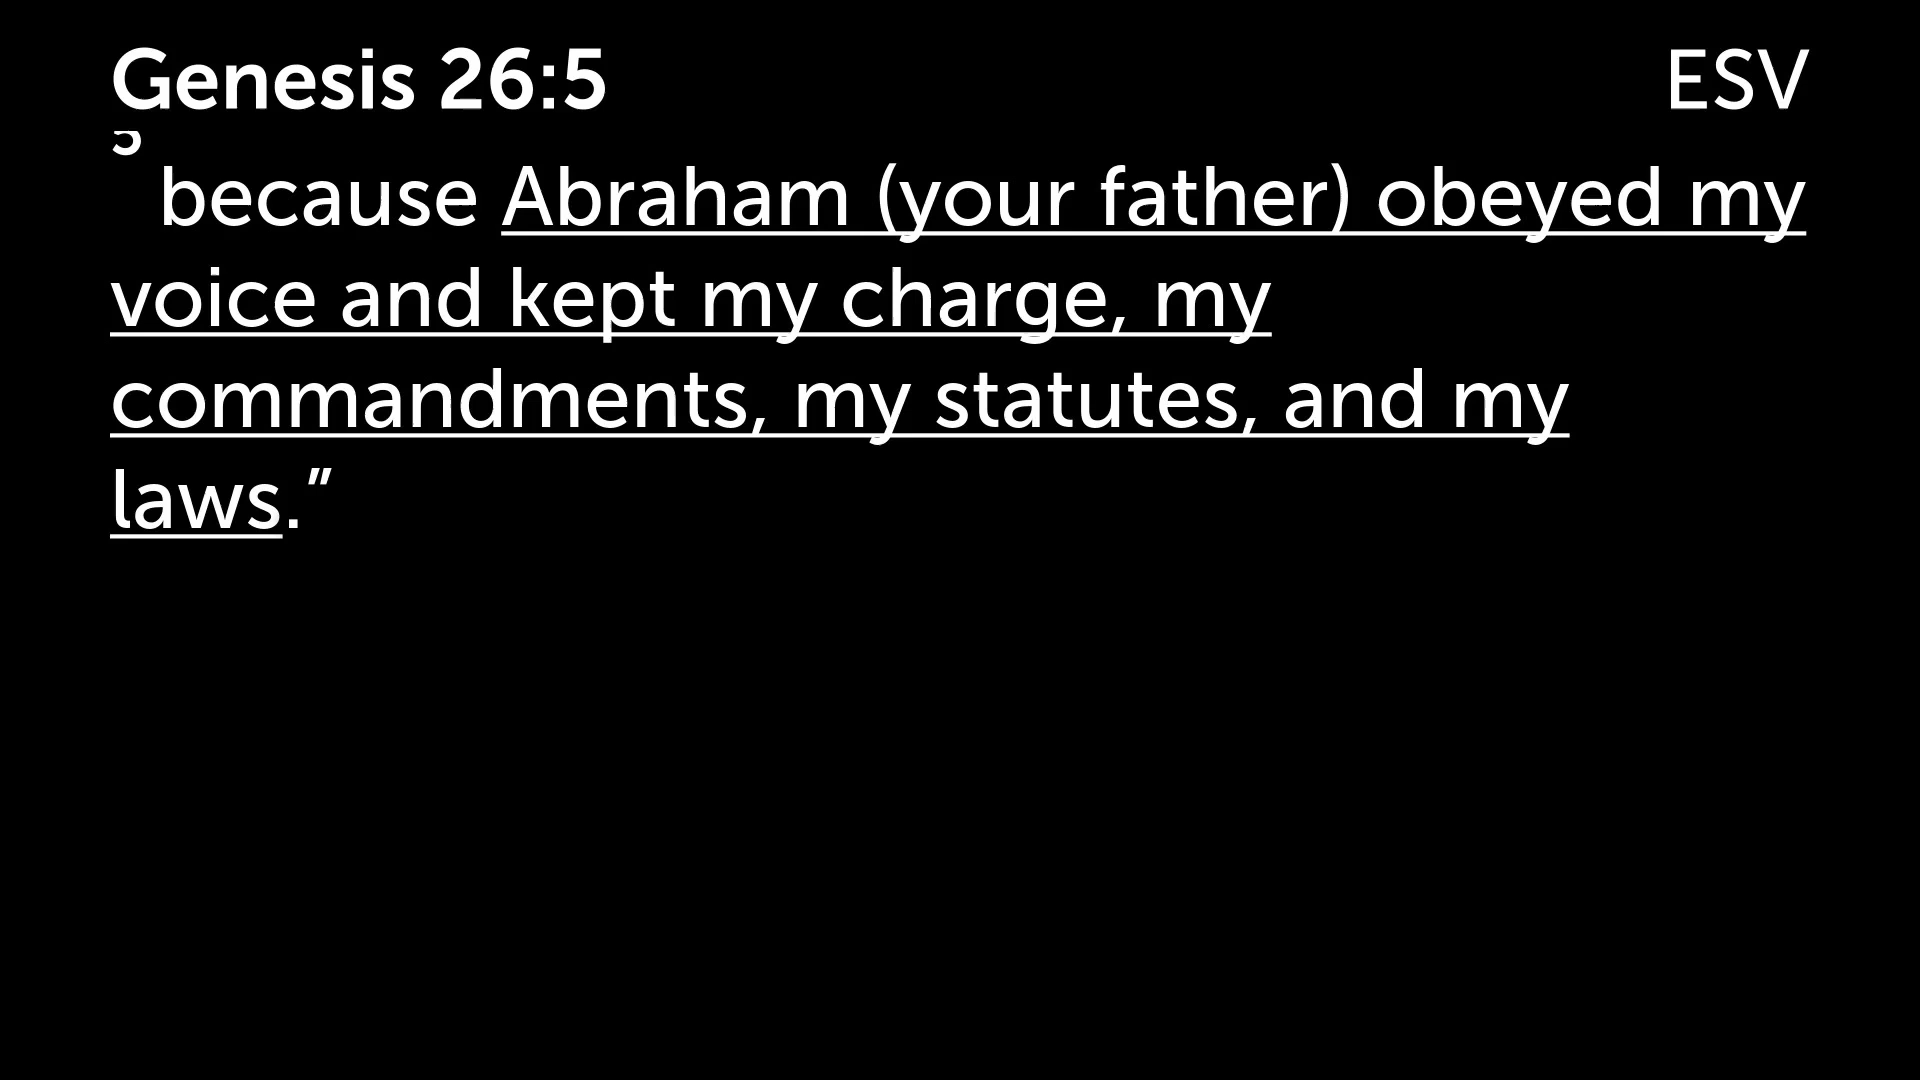 Genesis 26:5 ESV
5 because Abraham (your father) obeyed my
voice and kept my charge, my
commandments, my statutes, and my
laws.”